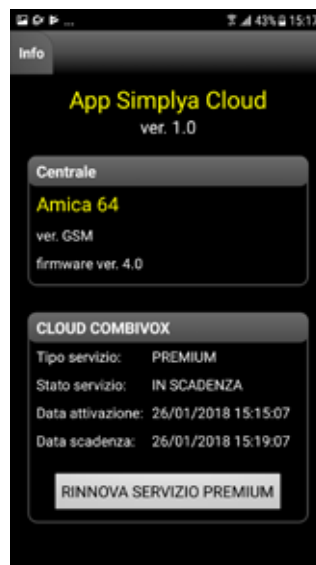 ... 43% 15:17
Info
App Simplya Cloud
ver. 1.0
Centrale
Amica 64
ver. GSM
firmware ver. 4.0
CLOUD COMBIVOX
Tipo servizio: PREMIUM
Stato servizio: IN SCADENZA
Data attivazione: 26/01/2018 15:15:07
Data scadenza: 26/01/2018 15:19:07
RINNOVA SERVIZIO PREMIUM